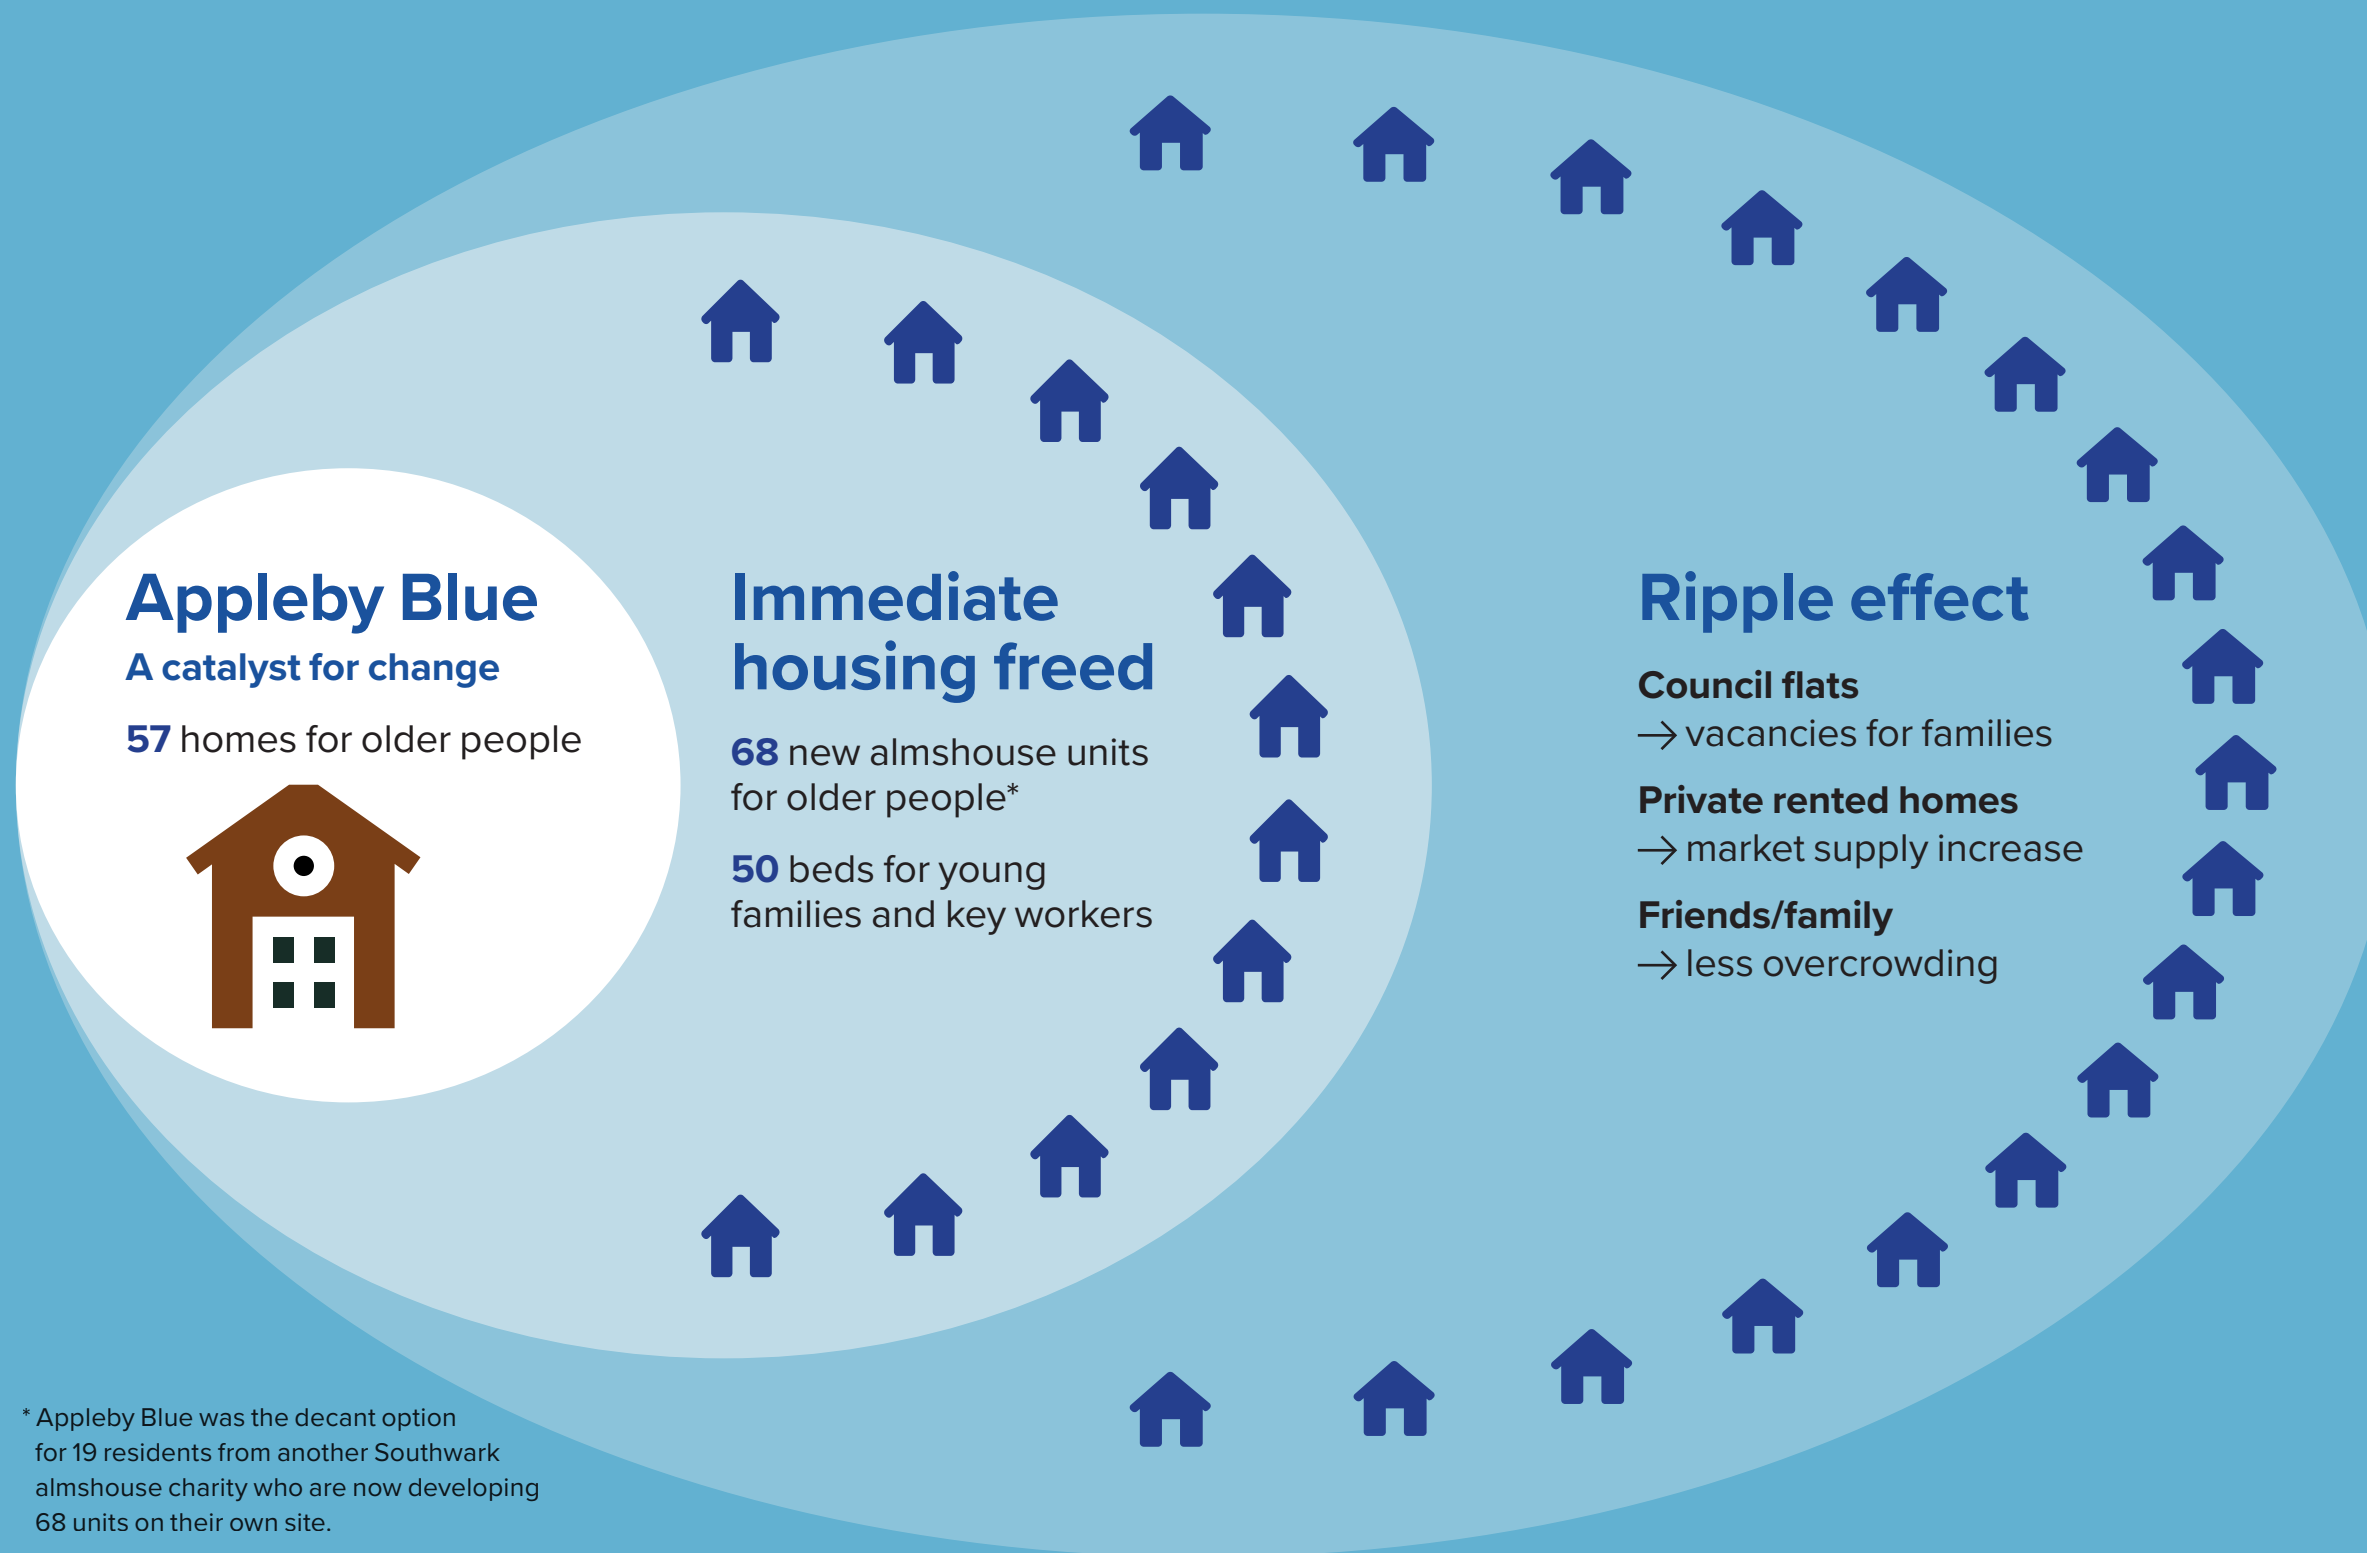 Appleby Blue
A catalyst for change
57 homes for older people
Immediate
housing freed
68 new almshouse units
for older people*
50 beds for young
families and key workers
Ripple effect
Council flats
→ vacancies for families
Private rented homes
→ market supply increase
Friends/family
→ less overcrowding
* Appleby Blue was the decant option
for 19 residents from another Southwark
almshouse charity who are now developing
68 units on their own site.